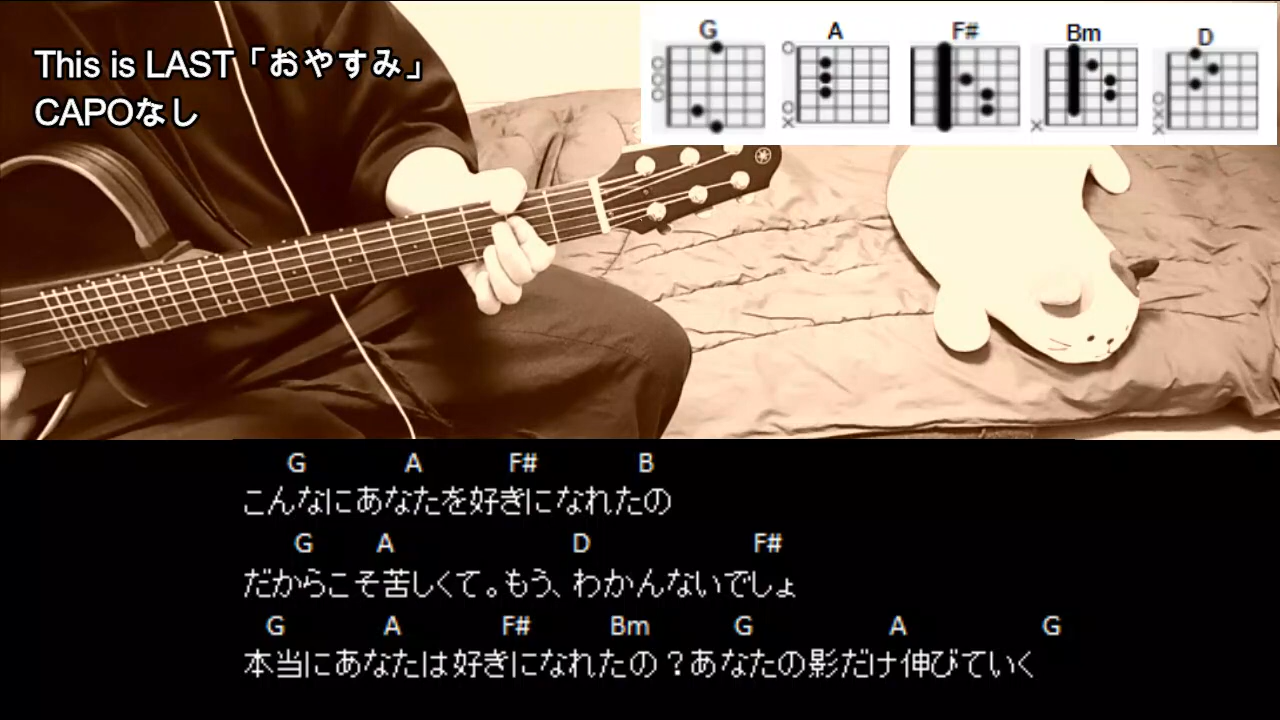 This is LAST「おやすみ」
CAPOなし
G A F# Bm D
G A F# B
こんなにあなたを好きになれたの
G A D F#
だからこそ苦しくて。もう、わかんないでしょ
G A F# Bm G A G
本当にあなたは好きになれたの？あなたの影だけ伸びていく